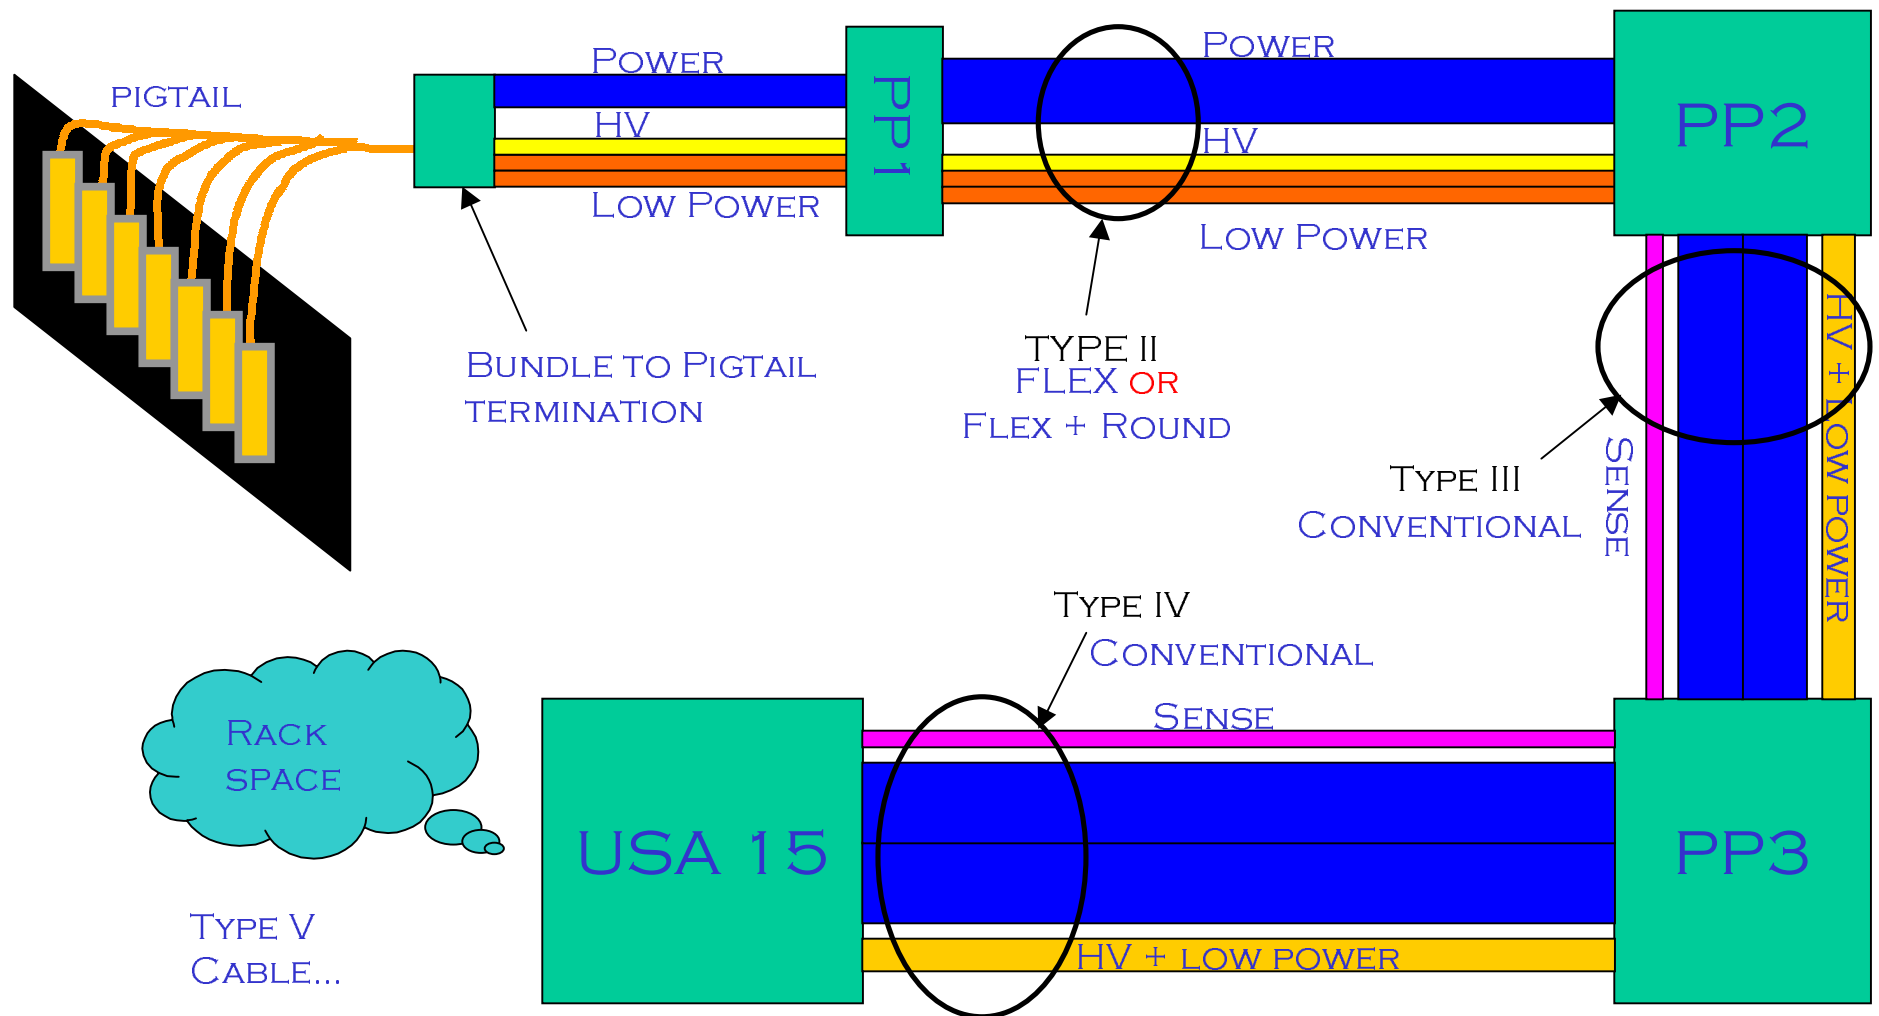 PIGTAIL
POWER
HV
LOW POWER
PP1
POWER
HV
LOW POWER
PP2
BUNDLE TO PIGTAIL
TERMINATION
TYPE II
FLEX OR
FLEX + ROUND
TYPE III
CONVENTIONAL
SENSE
HV + LOW POWER
TYPE IV
CONVENTIONAL
SENSE
RACK
SPACE
USA 15
PP3
HV + LOW POWER
TYPE V
CABLE...